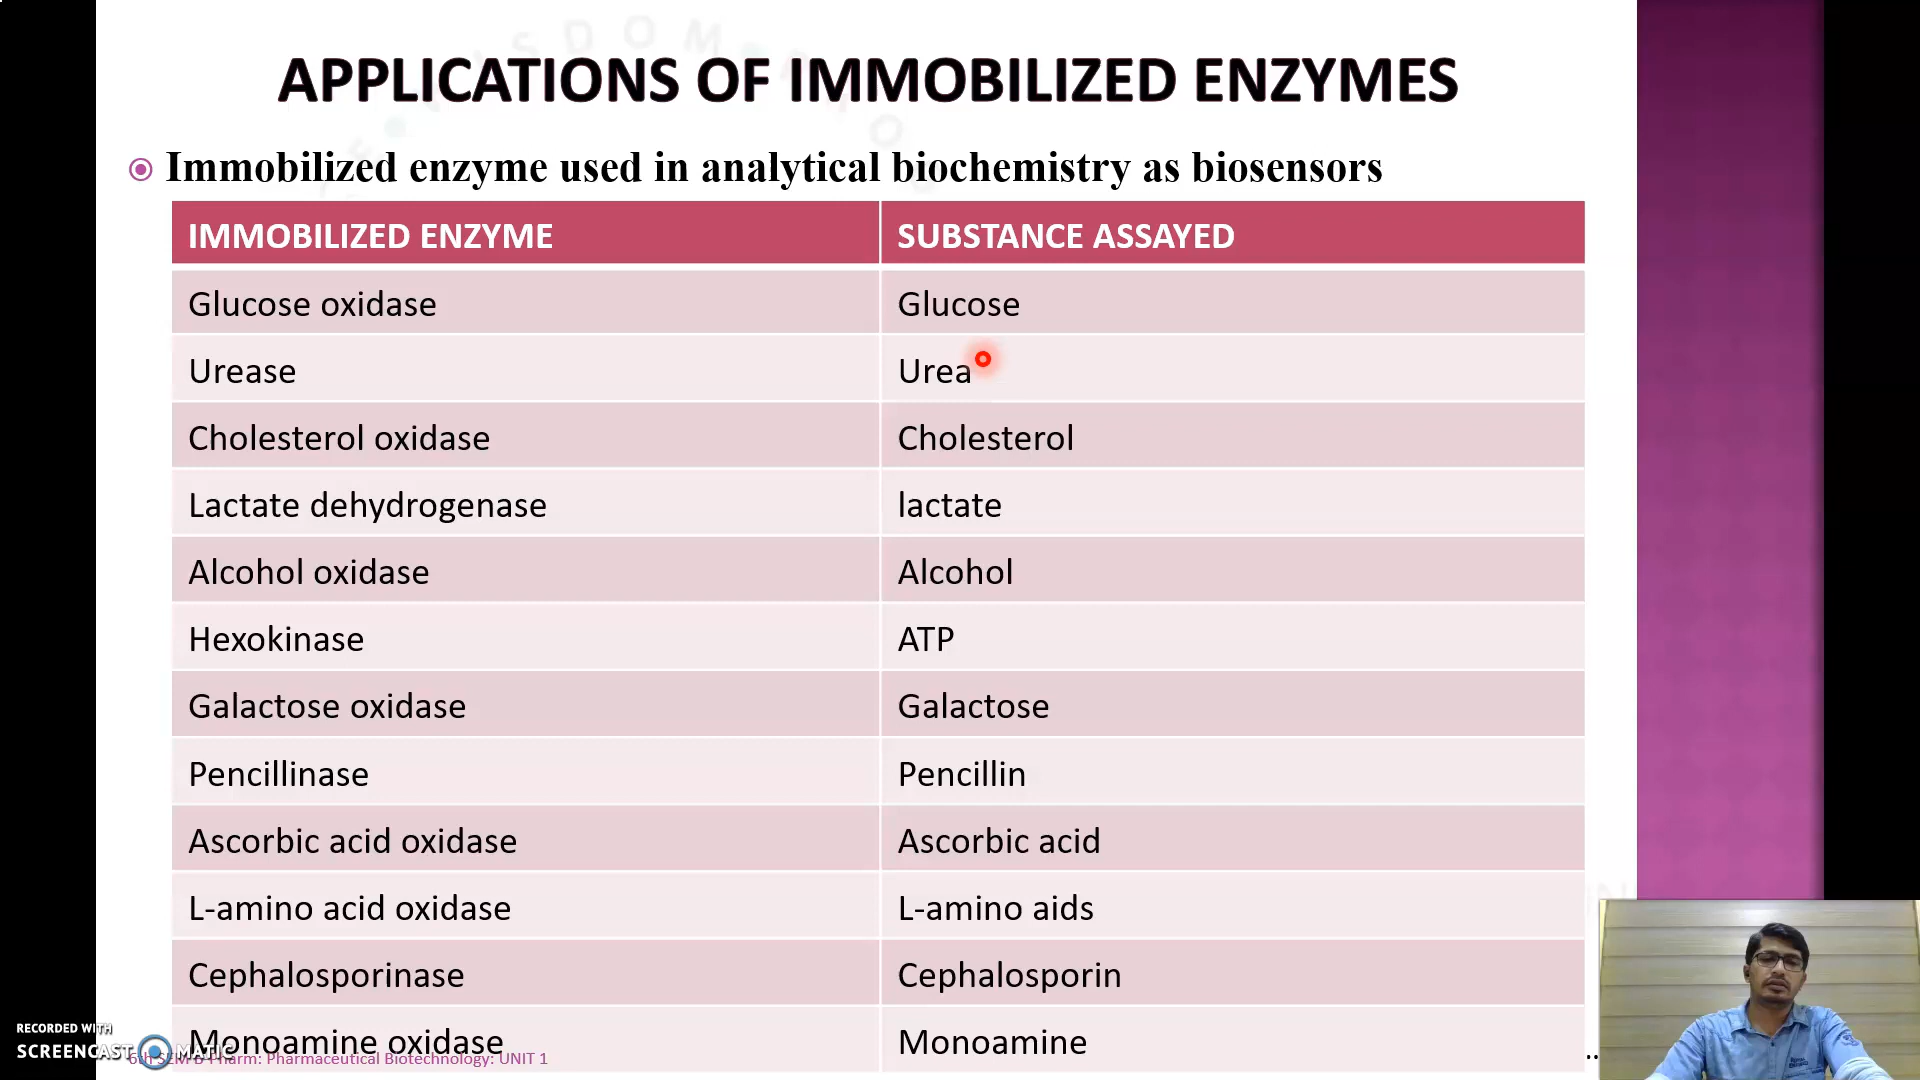 APPLICATIONS OF IMMOBILIZED ENZYMES
Immobilized enzyme used in analytical biochemistry as biosensors
IMMOBILIZED ENZYME SUBSTANCE ASSAYED
Glucose oxidase Glucose
Urease Urea
Cholesterol oxidase Cholesterol
Lactate dehydrogenase lactate
Alcohol oxidase Alcohol
Hexokinase ATP
Galactose oxidase Galactose
Pencillinase Pencillin
Ascorbic acid oxidase Ascorbic acid
L-amino acid oxidase L-amino aids
Cephalosporinase Cephalosporin
Monoamine oxidase Monoamine
6th SEM B Pharm: Pharmaceutical Biotechnology: UNIT 1
RECORDED WITH
SCREENCAST MATIC